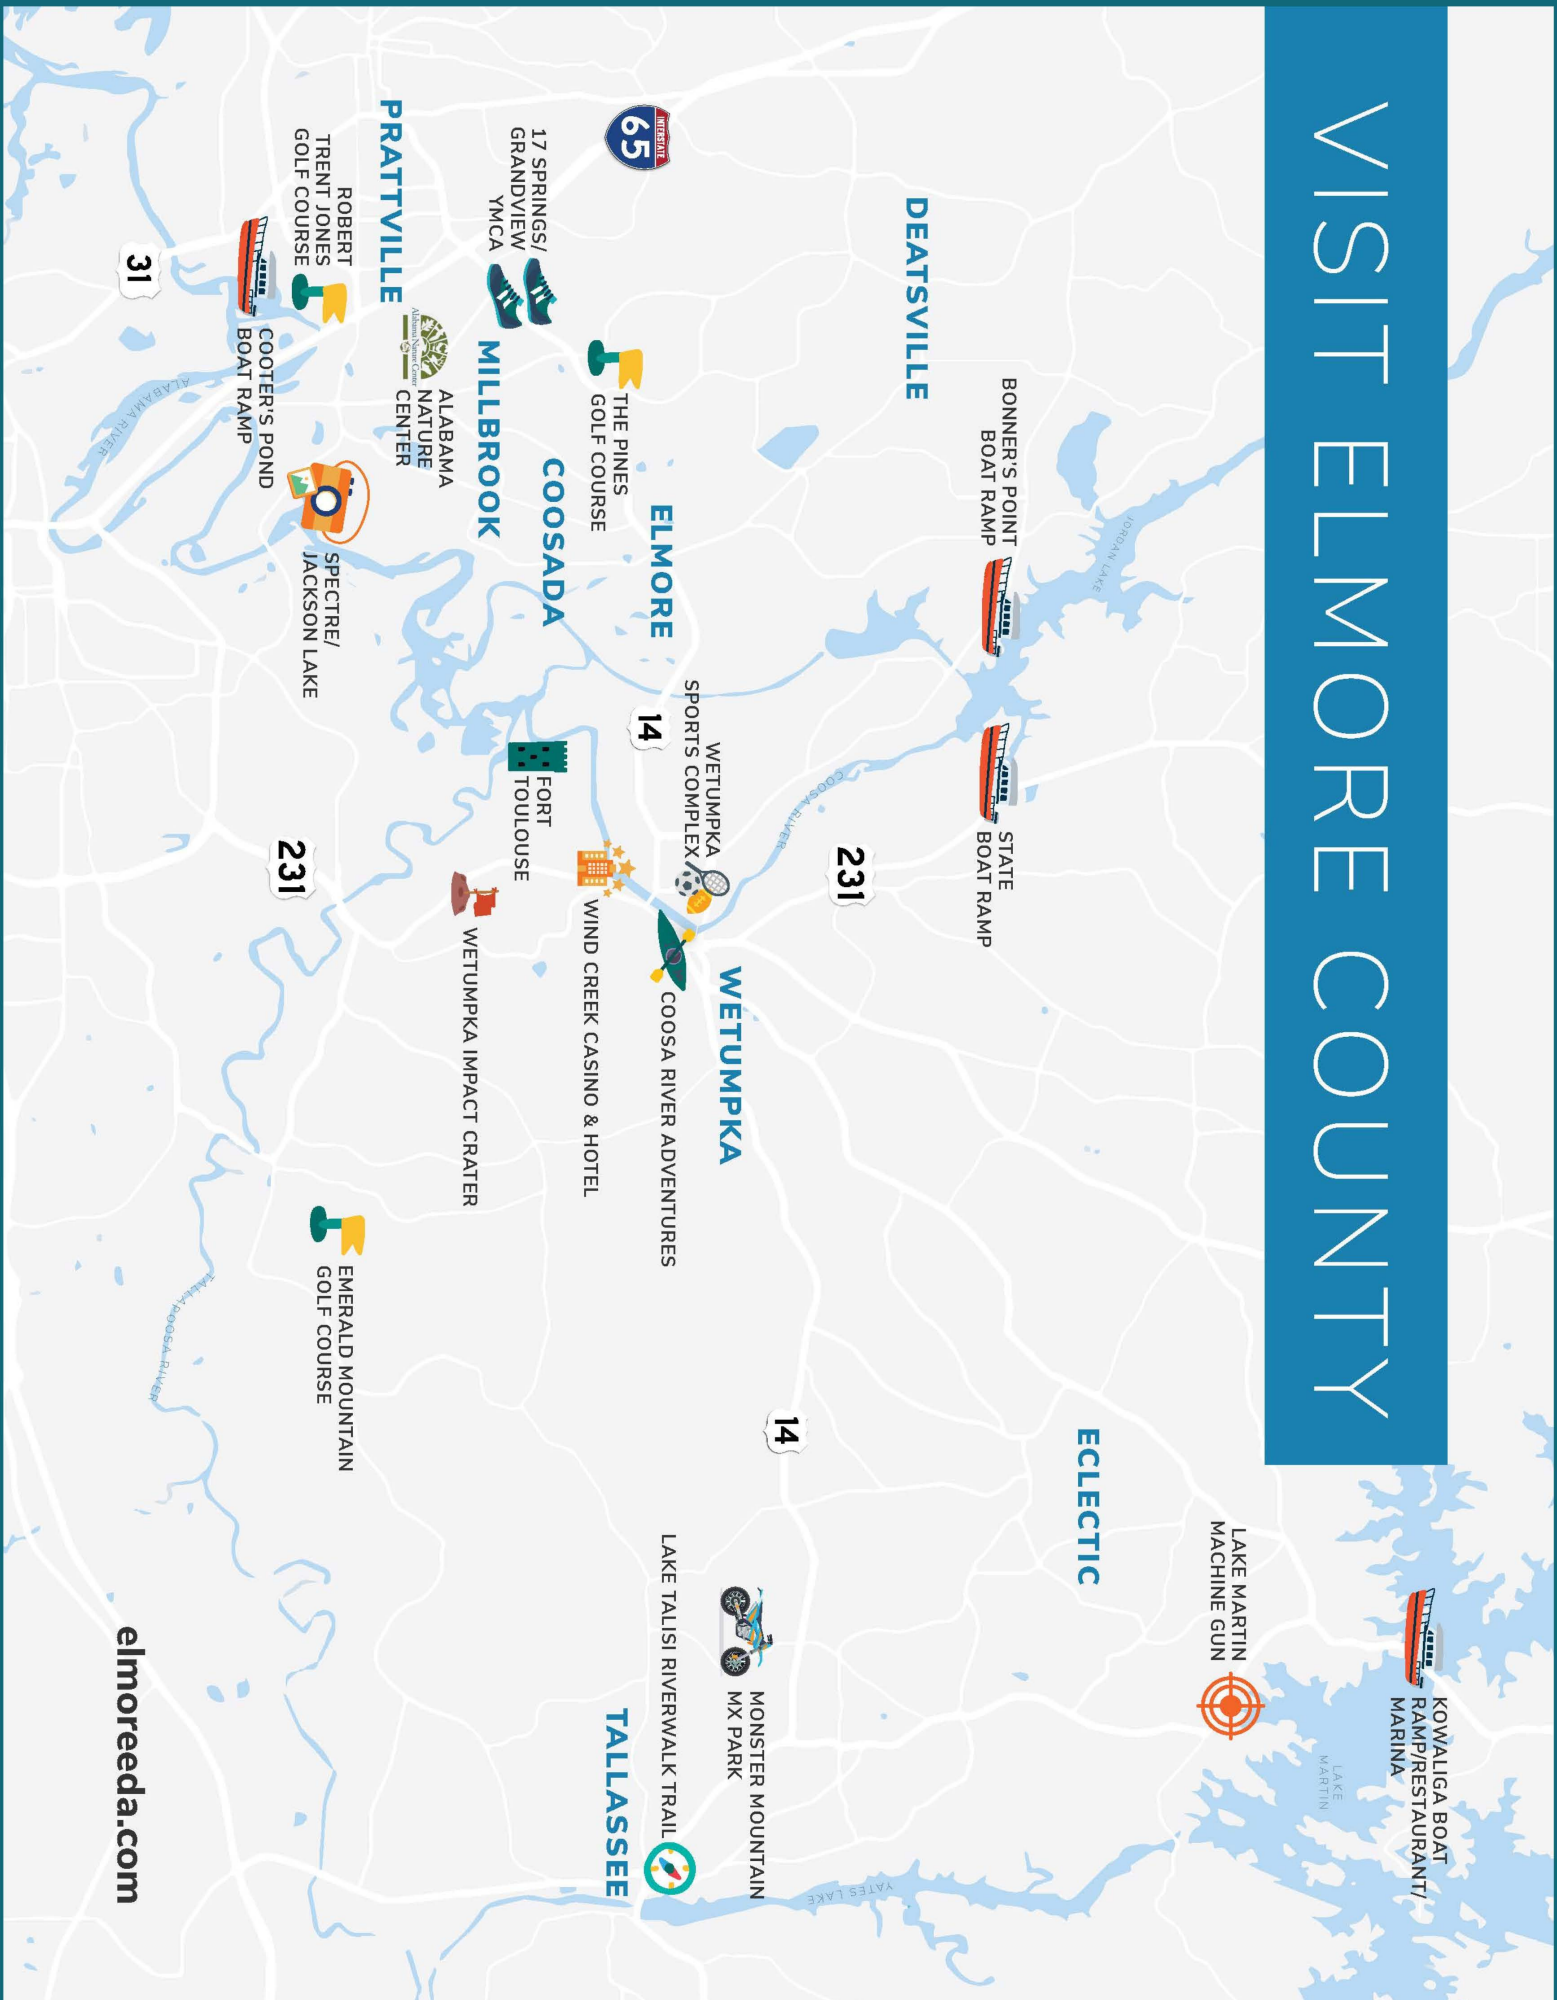 VISIT ELMORE COUNTY
KOWALIGA BOAT
RAMP/RESTAURANT/
MARINA
LAKE
MARTIN
LAKE MARTIN
MACHINE GUN
JORDAN LAKE
BONNER'S POINT
BOAT RAMP
STATE
BOAT RAMP
ECLECTIC
DEATSVILLE
231
YATES LAKE
COOSA RIVER
14
MONSTER MOUNTAIN
MX PARK
WETUMPKA
WETUMPKA
SPORTS COMPLEX
COOSA RIVER ADVENTURES
LAKE TALISI RIVERWALK TRAIL
TALLASSEE
INTERSTATE
65
14
ELMORE
THE PINES
GOLF COURSE
WIND CREEK CASINO & HOTEL
COOSADA
17 SPRINGS/
GRANDVIEW
YMCA
FORT
TOULOUSE
MILLBROOK
WETUMPKA IMPACT CRATER
Alabama Nature Center
ALABAMA
NATURE
CENTER
PRATTVILLE
ROBERT
TRENT JONES
GOLF COURSE
SPECTRE/
JACKSON LAKE
EMERALD MOUNTAIN
GOLF COURSE
231
COOTER'S POND
BOAT RAMP
ALABAMA RIVER
TALLAPOOSA RIVER
31
elmoreeda.com